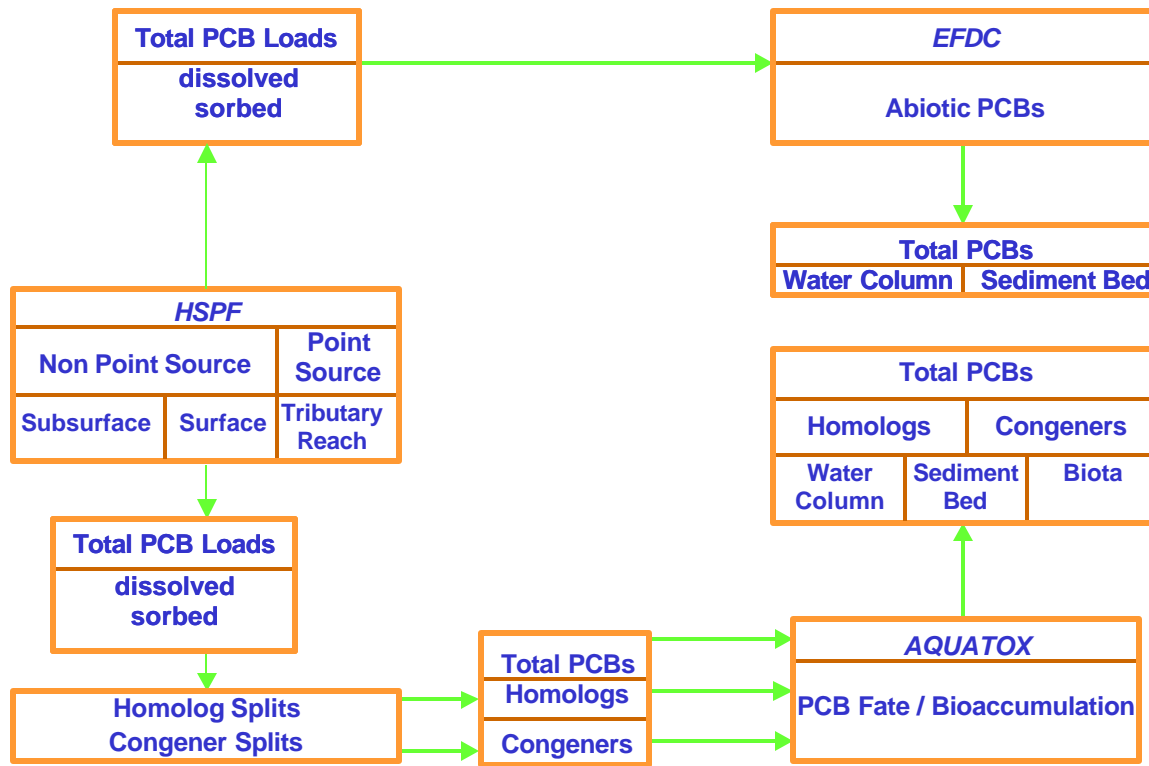 Total PCB Loads
dissolved
sorbed
EFDC
Abiotic PCBs
Total PCBs
Water Column Sediment Bed
HSPF
Non Point Source
Point
Source
Subsurface Surface
Tributary
Reach
Total PCBs
Homologs Congeners
Water
Column
Sediment
Bed
Biota
Total PCB Loads
dissolved
sorbed
Homolog Splits
Congener Splits
Total PCBs
Homologs
Congeners
AQUATOX
PCB Fate / Bioaccumulation